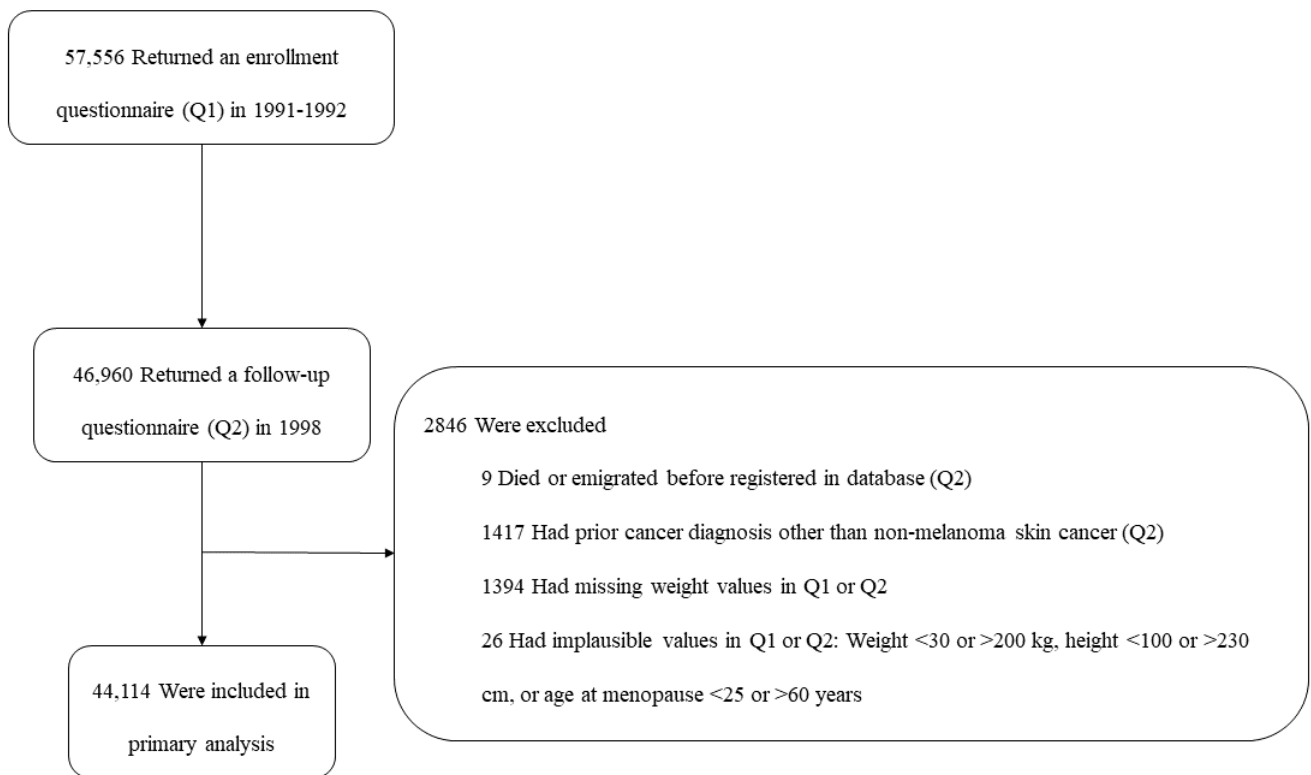 57,556 Returned an enrollment
questionnaire (Q1) in 1991-1992
46,960 Returned a follow-up
questionnaire (Q2) in 1998
2846 Were excluded
9 Died or emigrated before registered in database (Q2)
1417 Had prior cancer diagnosis other than non-melanoma skin cancer (Q2)
1394 Had missing weight values in Q1 or Q2
26 Had implausible values in Q1 or Q2: Weight <30 or >200 kg, height <100 or >230
cm, or age at menopause <25 or >60 years
44,114 Were included in
primary analysis